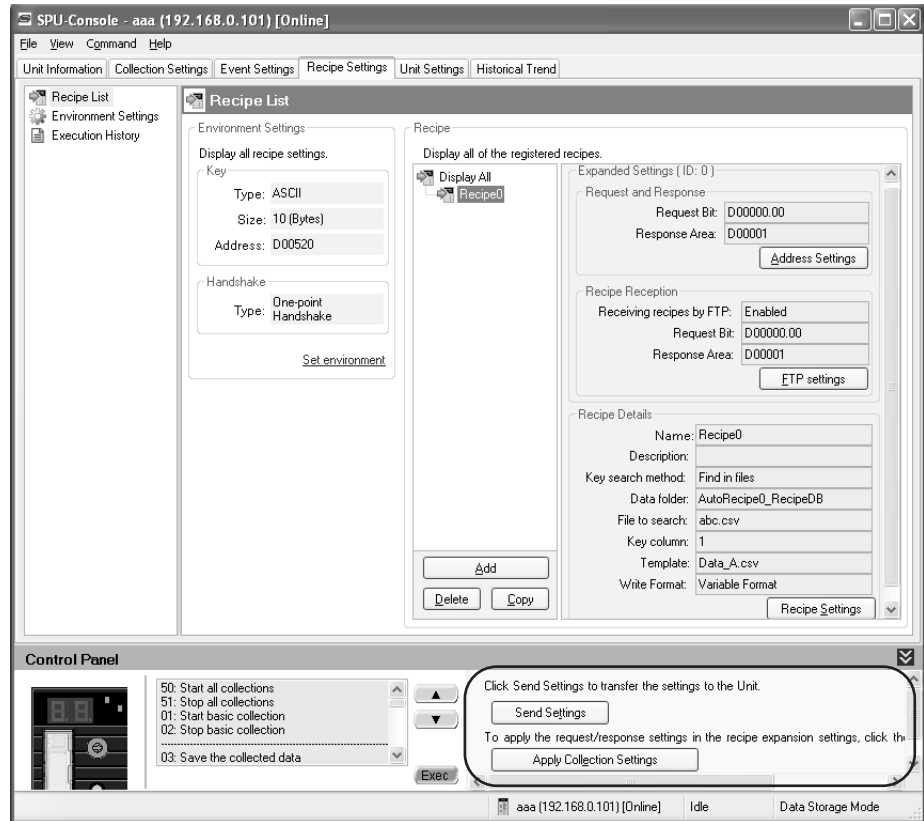 SPU-Console - aaa (192.168.0.101) [Online]
File View Command Help
Unit Information Collection Settings Event Settings Recipe Settings Unit Settings Historical Trend
Recipe List
Environment Settings
Execution History
Recipe List
Environment Settings
Display all recipe settings.
Key
Type: ASCII
Size: 10 (Bytes)
Address: D00520
Handshake
Type: One-point
Handshake
Set environment
Recipe
Display all of the registered recipes.
Display All
Recipe0
Add
Delete Copy
Expanded Settings ( ID: 0 )
Request and Response
Request Bit: D00000.00
Response Area: D00001
Address Settings
Recipe Reception
Receiving recipes by FTP: Enabled
Request Bit: D00000.00
Response Area: D00001
FTP settings
Recipe Details
Name: Recipe0
Description:
Key search method: Find in files
Data folder: AutoRecipe0_RecipeDB
File to search: abc.csv
Key column: 1
Template: Data_A.csv
Write Format: Variable Format
Recipe Settings
Control Panel
8.8.
50: Start all collections
51: Stop all collections
01: Start basic collection
02: Stop basic collection
03: Save the collected data
Exec
Click Send Settings to transfer the settings to the Unit.
Send Settings
To apply the request/response settings in the recipe expansion settings, click
Apply Collection Settings
aaa (192.168.0.101) [Online] Idle Data Storage Mode